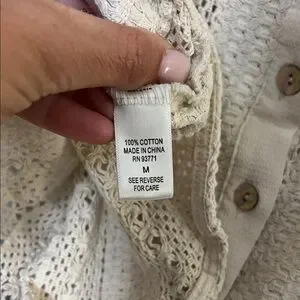 100% COTTON
MADE IN CHINA
RN 93771
M
SEE REVERSE
FOR CARE